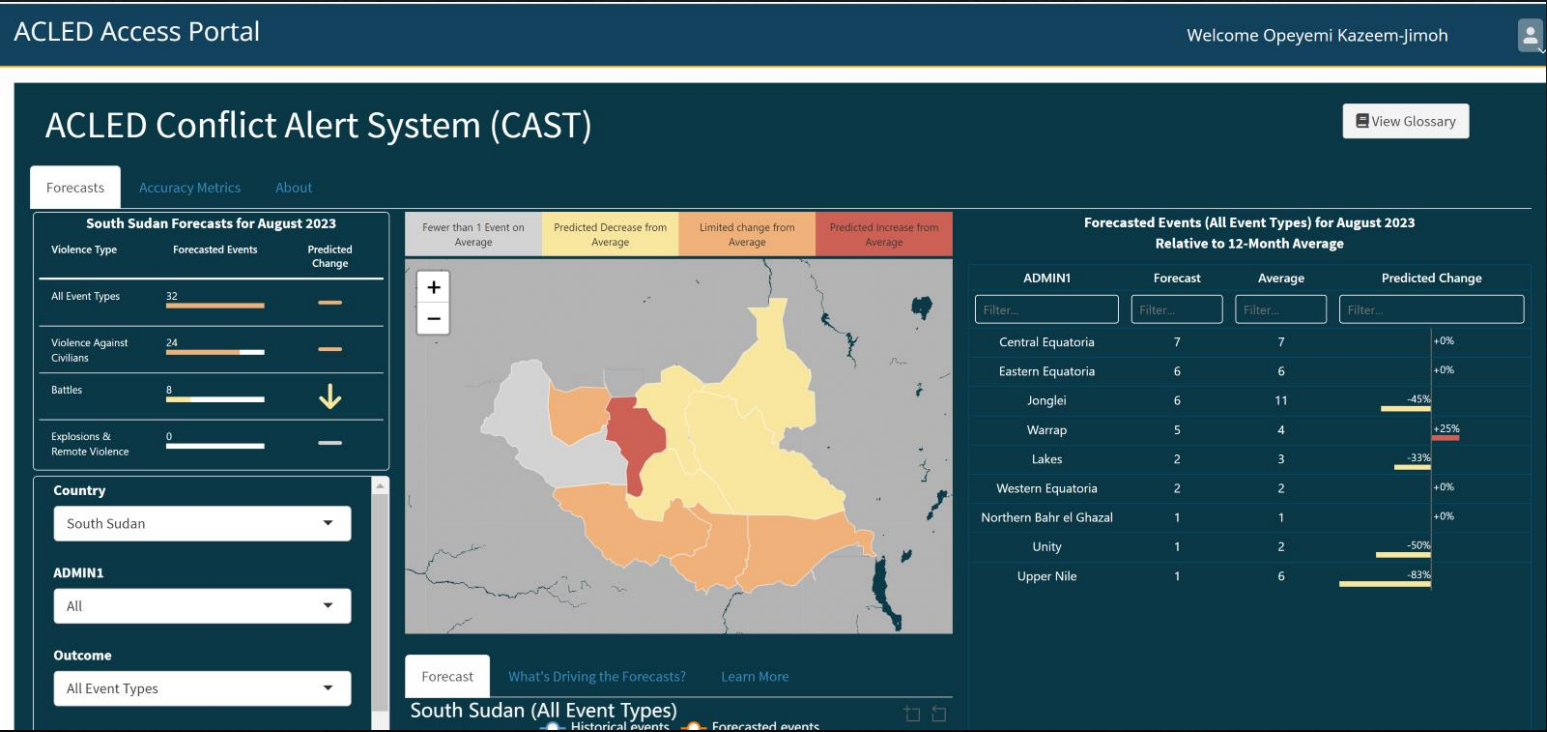 ACLED Access Portal
Welcome Opeyemi Kazeem-Jimoh
ACLED Conflict Alert System (CAST)
View Glossary
Forecasts
Accuracy Metrics
About
South Sudan Forecasts for August 2023
Violence Type
Forecasted Events
Predicted
Change
All Event Types
32
Violence Against
Civilians
24
Battles
8
Explosions &
Remote Violence
0
Country
South Sudan
ADMIN1
All
Outcome
All Event Types
Fewer than 1 Event on
Average
Predicted Decrease from
Average
Limited change from
Average
Predicted Increase from
Average
+
−
Forecast
What's Driving the Forecasts?
Learn More
South Sudan (All Event Types)
Historical events
Forecasted events
Forecasted Events (All Event Types) for August 2023
Relative to 12-Month Average
ADMIN1 Forecast Average Predicted Change
Filter... Filter... Filter... Filter...
Central Equatoria 7 7 +0%
Eastern Equatoria 6 6 +0%
Jonglei 6 11 -45%
Warrap 5 4 +25%
Lakes 2 3 -33%
Western Equatoria 2 2 +0%
Northern Bahr el Ghazal 1 1 +0%
Unity 1 2 -50%
Upper Nile 1 6 -83%